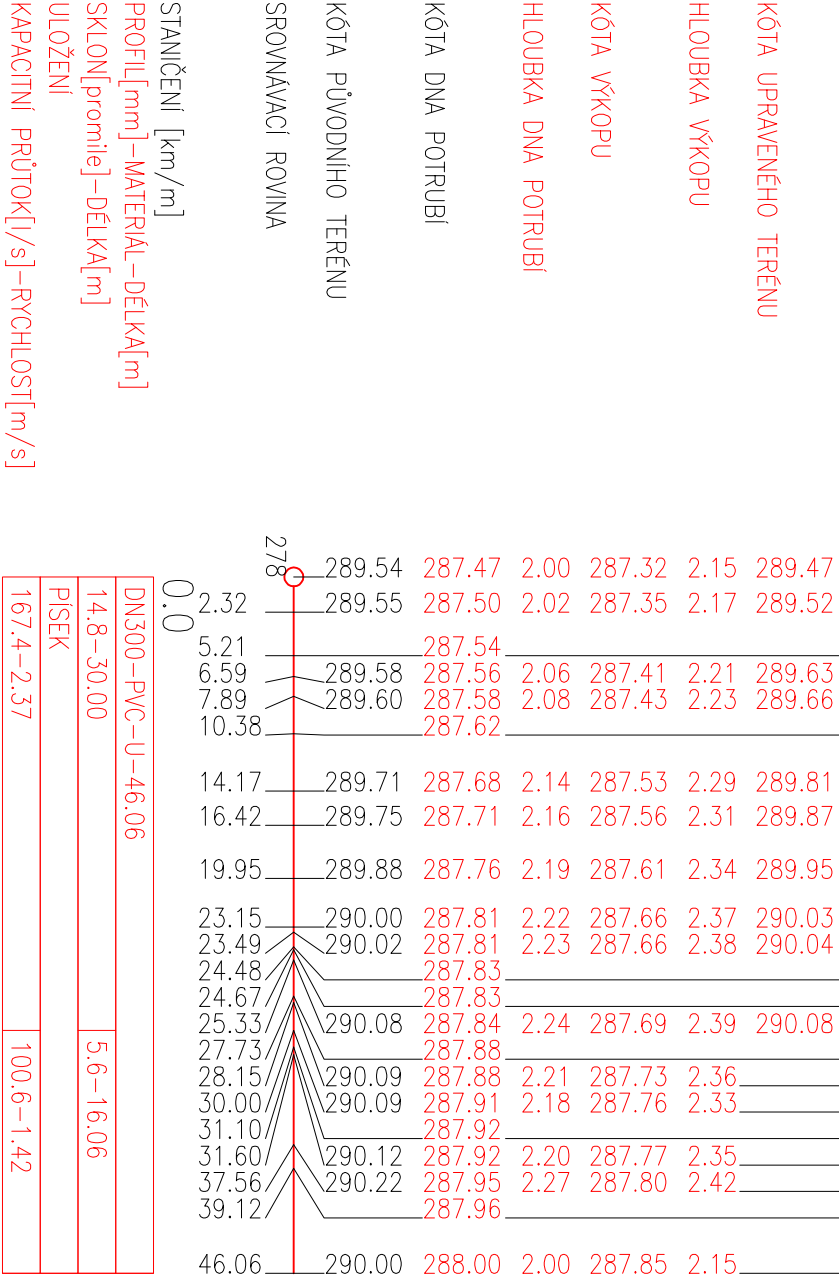 KÓTA UPRAVENÉHO TERÉNU
HLOUBKA VÝKOPU
KÓTA VÝKOPU
HLOUBKA DNA POTRUBÍ
KÓTA DNA POTRUBÍ
KÓTA PŮVODNÍHO TERÉNU
SROVNÁVACÍ ROVINA
STANIČENÍ [km/m]
PROFIL[mm]-MATERIÁL-DÉLKA[m]
SKLON[promile]-DÉLKA[m]
ULOŽENÍ
KAPACITNÍ PRŮTOK[l/s]-RYCHLOST[m/s]
278
0.0
289.54 287.47 2.00 287.32 2.15 289.47
2.32 289.55 287.50 2.02 287.35 2.17 289.52
5.21 287.54
6.59 289.58 287.56 2.06 287.41 2.21 289.63
7.89 289.60 287.58 2.08 287.43 2.23 289.66
10.38 287.62
14.17 289.71 287.68 2.14 287.53 2.29 289.81
16.42 289.75 287.71 2.16 287.56 2.31 289.87
19.95 289.88 287.76 2.19 287.61 2.34 289.95
23.15 290.00 287.81 2.22 287.66 2.37 290.03
23.49 290.02 287.81 2.23 287.66 2.38 290.04
24.48 287.83
24.67 287.83
25.33 290.08 287.84 2.24 287.69 2.39 290.08
27.73 287.88
28.15 290.09 287.88 2.21 287.73 2.36
30.00 290.09 287.91 2.18 287.76 2.33
31.10 287.92
31.60 290.12 287.92 2.20 287.77 2.35
37.56 290.22 287.95 2.27 287.80 2.42
39.12 287.96
46.06 290.00 288.00 2.00 287.85 2.15
DN300-PVC-U-46.06
14.8-30.00 5.6-16.06
PÍSEK
167.4-2.37 100.6-1.42